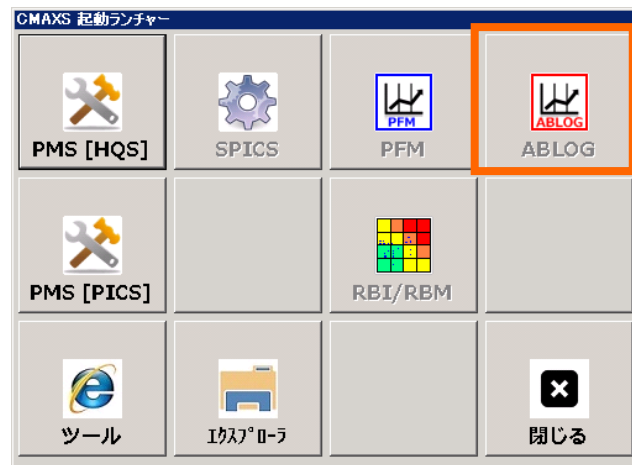 CMAXS 起動ランチャー
PMS [HQS]
SPICS
PFM
PFM
ABLOG
ABLOG
PMS [PICS]
RBI/RBM
ツール
ｴｸｽﾌﾟﾛｰﾗ
閉じる